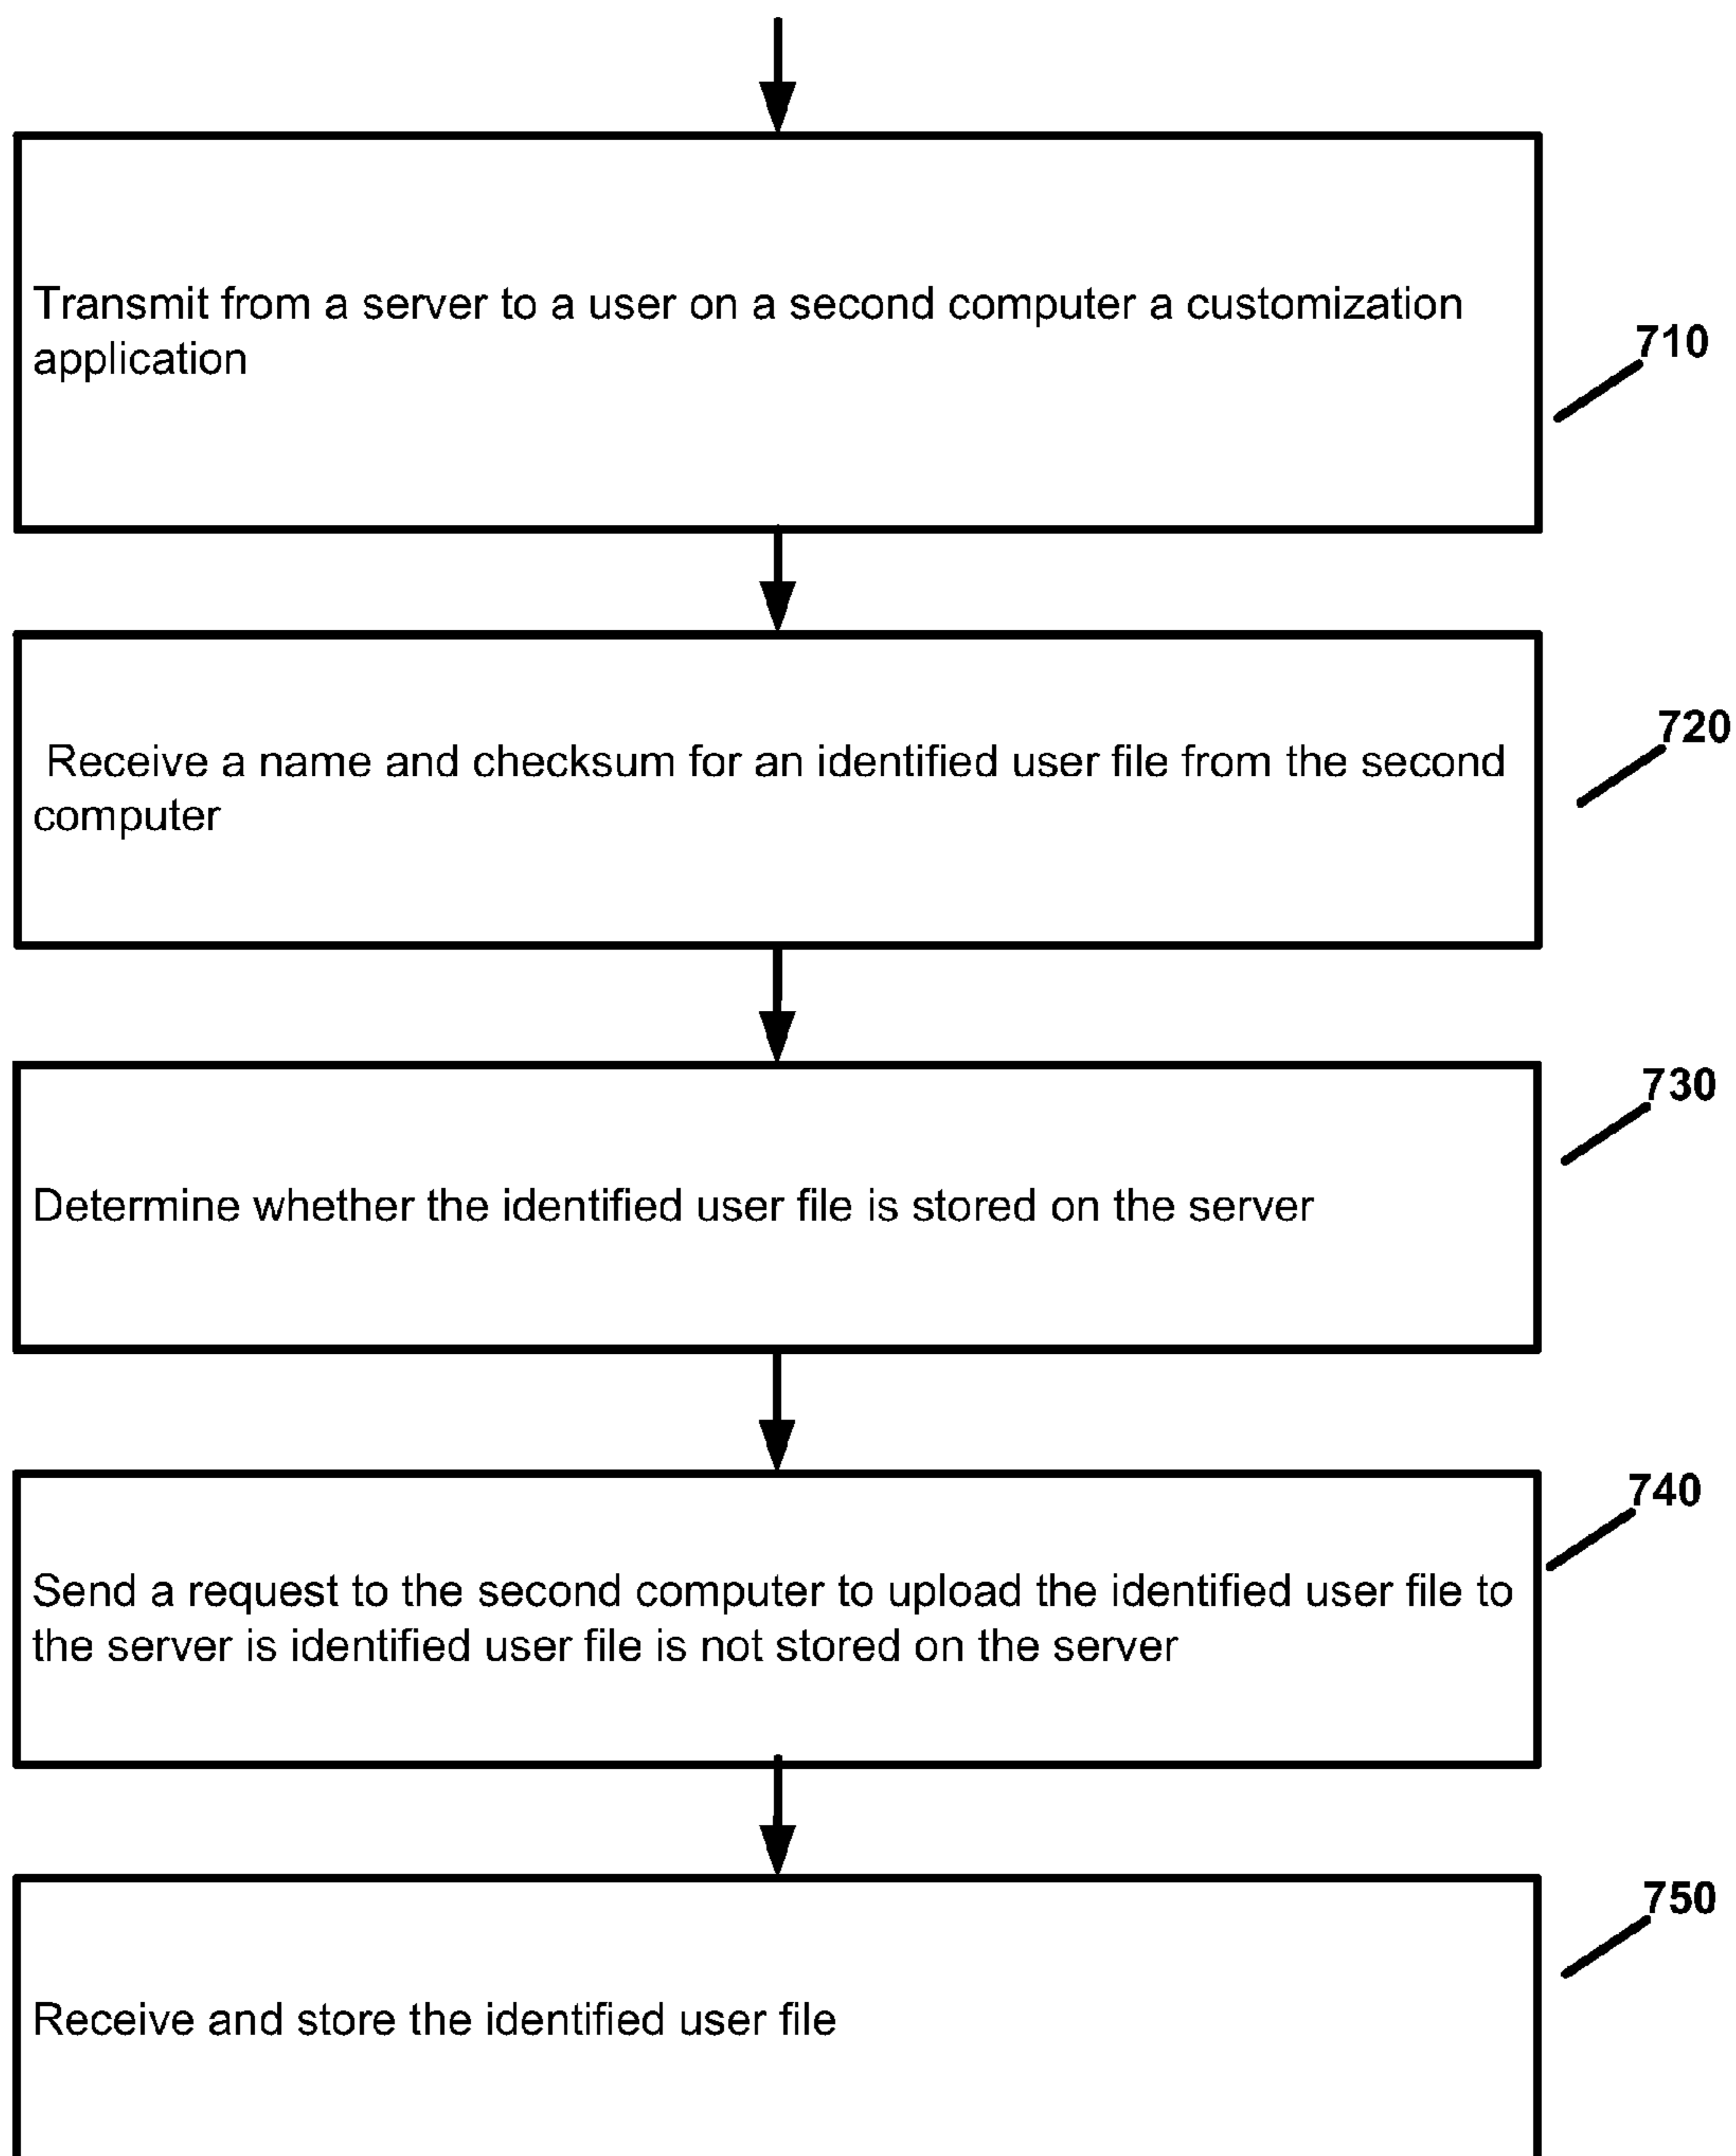 Transmit from a server to a user on a second computer a customization
application
710
Receive a name and checksum for an identified user file from the second
computer
720
730
Determine whether the identified user file is stored on the server
740
Send a request to the second computer to upload the identified user file to
the server is identified user file is not stored on the server
750
Receive and store the identified user file